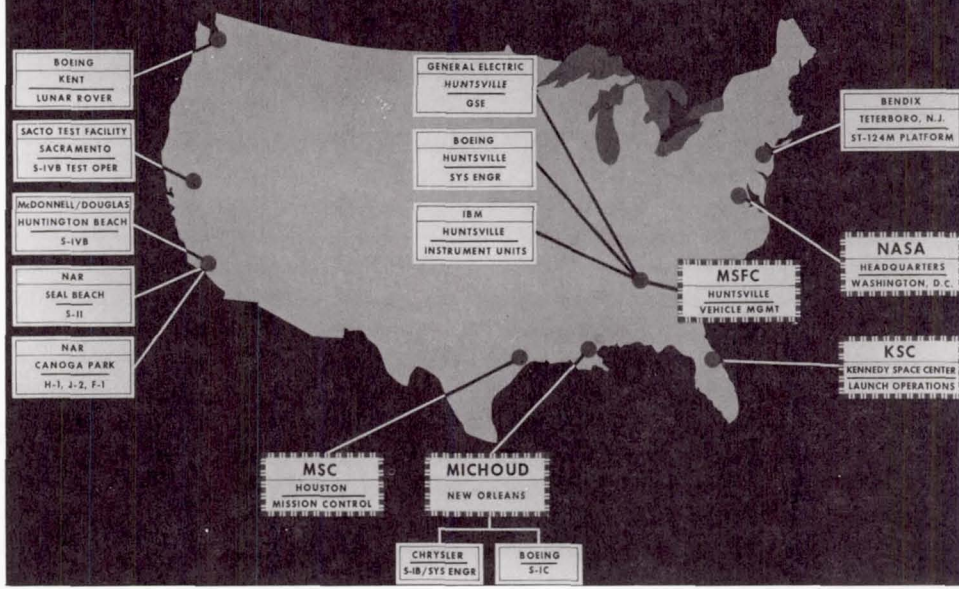 BOEING
KENT
LUNAR ROVER
SACTO TEST FACILITY
SACRAMENTO
S-IVB TEST OPER
McDONNELL/DOUGLAS
HUNTINGTON BEACH
S-IVB
NAR
SEAL BEACH
S-II
NAR
CANOGA PARK
H-1, J-2, F-1
GENERAL ELECTRIC
HUNTSVILLE
GSE
BOEING
HUNTSVILLE
SYS ENGR
IBM
HUNTSVILLE
INSTRUMENT UNITS
BENDIX
TETERBORO, N.J.
ST-124M PLATFORM
NASA
HEADQUARTERS
WASHINGTON, D.C.
MSFC
HUNTSVILLE
VEHICLE MGMT
KSC
KENNEDY SPACE CENTER
LAUNCH OPERATIONS
MSC
HOUSTON
MISSION CONTROL
MICHOUD
NEW ORLEANS
CHRYSLER
S-IB/SYS ENGR
BOEING
S-IC